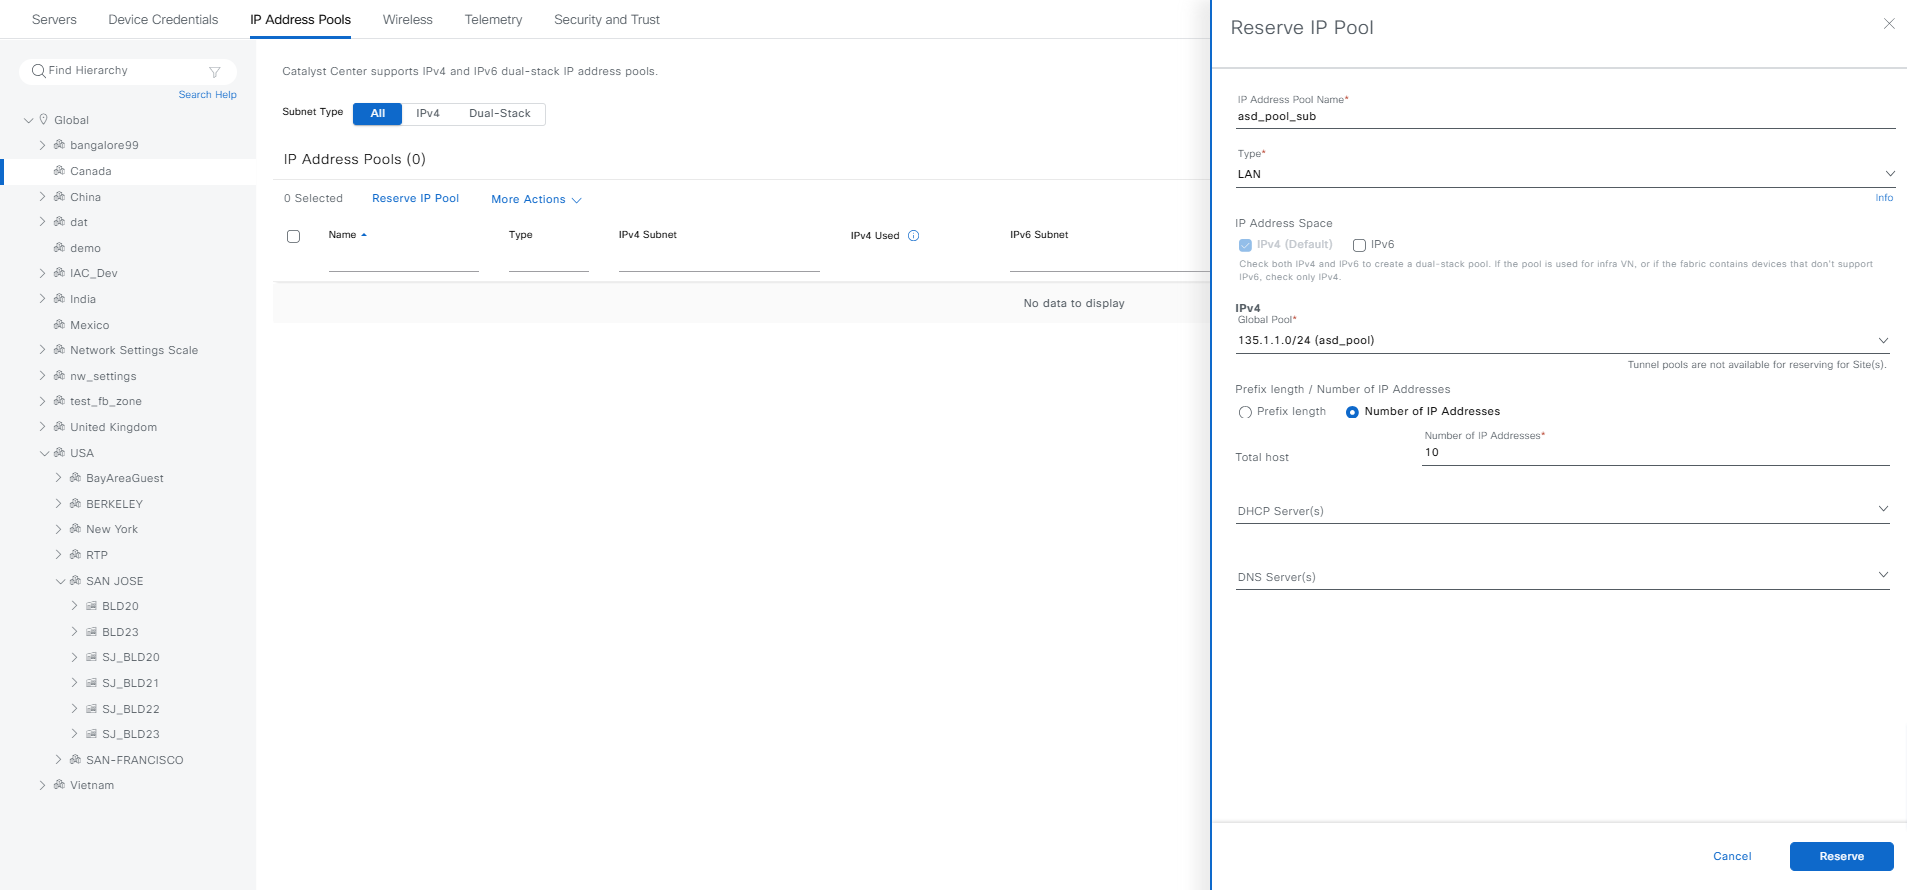 Servers
Device Credentials
IP Address Pools
Wireless
Telemetry
Security and Trust
Find Hierarchy
Search Help
Global
bangalore99
Canada
China
dat
demo
IAC_Dev
India
Mexico
Network Settings Scale
nw_settings
test_fb_zone
United Kingdom
USA
BayAreaGuest
BERKELEY
New York
RTP
SAN JOSE
BLD20
BLD23
SJ_BLD20
SJ_BLD21
SJ_BLD22
SJ_BLD23
SAN-FRANCISCO
Vietnam
Catalyst Center supports IPv4 and IPv6 dual-stack IP address pools.
Subnet Type All IPv4 Dual-Stack
IP Address Pools (0)
0 Selected Reserve IP Pool More Actions
Name Type IPv4 Subnet IPv4 Used IPv6 Subnet
No data to display
Reserve IP Pool
IP Address Pool Name*
asd_pool_sub
Type*
LAN
Info
IP Address Space
IPv4 (Default) IPv6
Check both IPv4 and IPv6 to create a dual-stack pool. If the pool is used for infra VN, or if the fabric contains devices that don't support
IPv6, check only IPv4.
IPv4
Global Pool*
135.1.1.0/24 (asd_pool)
Tunnel pools are not available for reserving for Site(s).
Prefix length / Number of IP Addresses
Prefix length Number of IP Addresses
Number of IP Addresses*
Total host 10
DHCP Server(s)
DNS Server(s)
Cancel Reserve